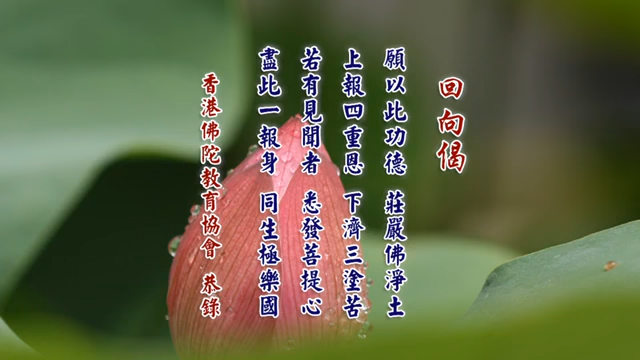 回向偈
願以此功德 莊嚴佛淨土
上報四重恩 下濟三塗苦
若有見聞者 悉發菩提心
盡此一報身 同生極樂國
香港佛陀教育協會 恭錄